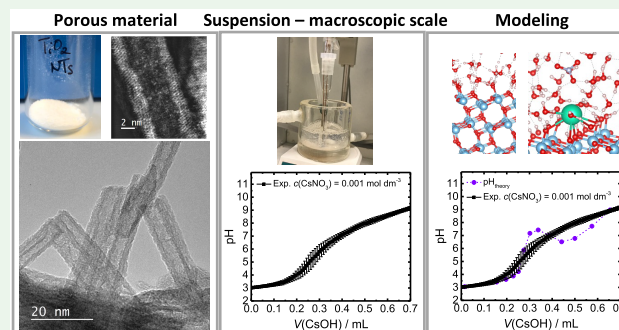 Porous material
Suspension – macroscopic scale
Modeling
TiO2
NTs
2 nm
20 nm
Exp. c(CsNO3) = 0.001 mol dm-3
11
10
9
8
7
6
5
4
3
2
pH
0.0 0.1 0.2 0.3 0.4 0.5 0.6 0.7
V(CsOH) / mL
pHtheory
Exp. c(CsNO3) = 0.001 mol dm-3
11
10
9
8
7
6
5
4
3
2
pH
0.0 0.1 0.2 0.3 0.4 0.5 0.6
V(CsOH) / mL